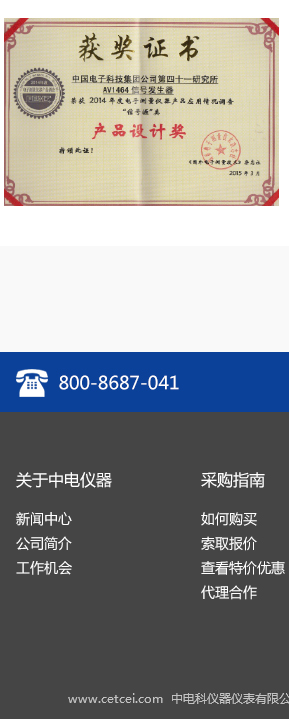 获奖证书
中国电子科技集团公司第四十一研究所
AV1464 信号发生器
荣获 2014 年度电子测量仪器产品应用情况调查
“信号源”类
产品设计奖
特颁此证！
《国外电子测量技术》杂志社
2015 年 1 月
800-8687-041
关于中电仪器
新闻中心
公司简介
工作机会
采购指南
如何购买
索取报价
查看特价优惠
代理合作
www.cetcei.com 中电科仪器仪表有限公